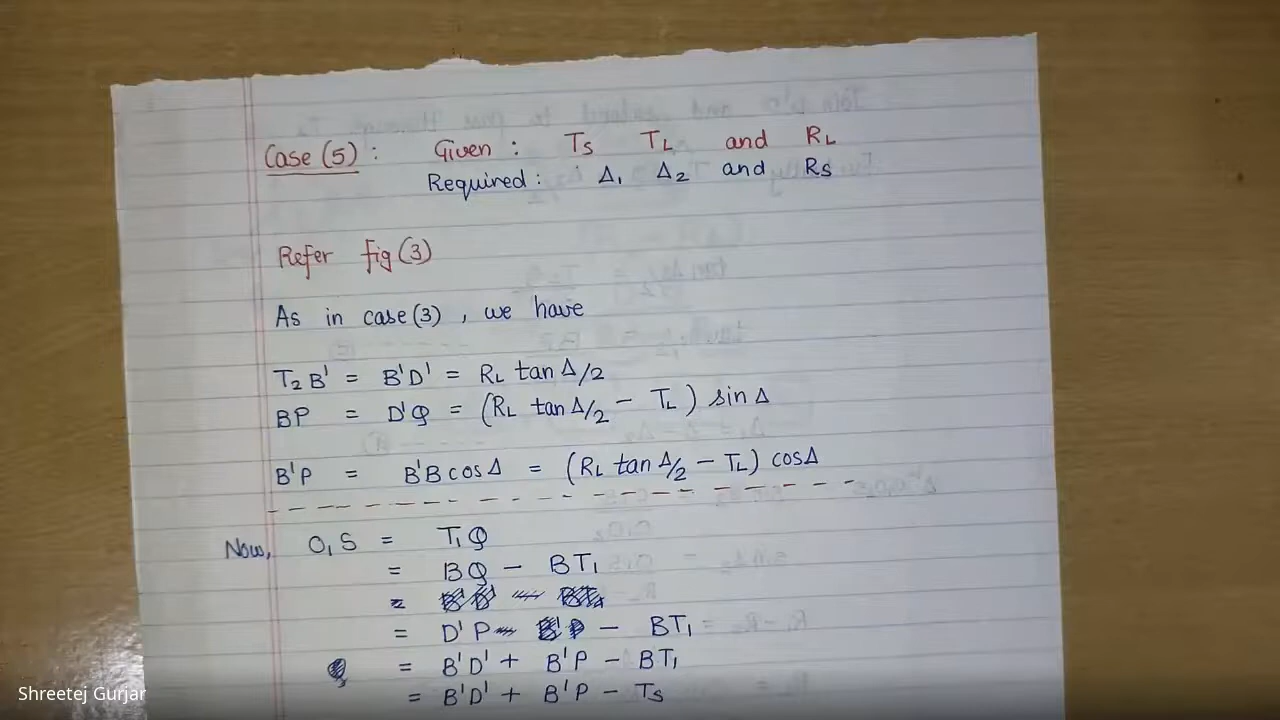 Case (5) : Given : Ts TL and RL
Required : Δ₁ Δ₂ and Rs
Refer fig (3)
As in case (3) , we have
T₂B' = B'D' = RL tan Δ/2
BP = D'Q = (RL tan Δ/2 - TL) sin Δ
B'P = B'B cos Δ = (RL tan Δ/2 - TL) cos Δ
Now, O₁S = T₁Q
= BQ - BT₁
=
= D'P - BT₁
= B'D' + B'P - BT₁
= B'D' + B'P - Ts
Shreetej Gurjar